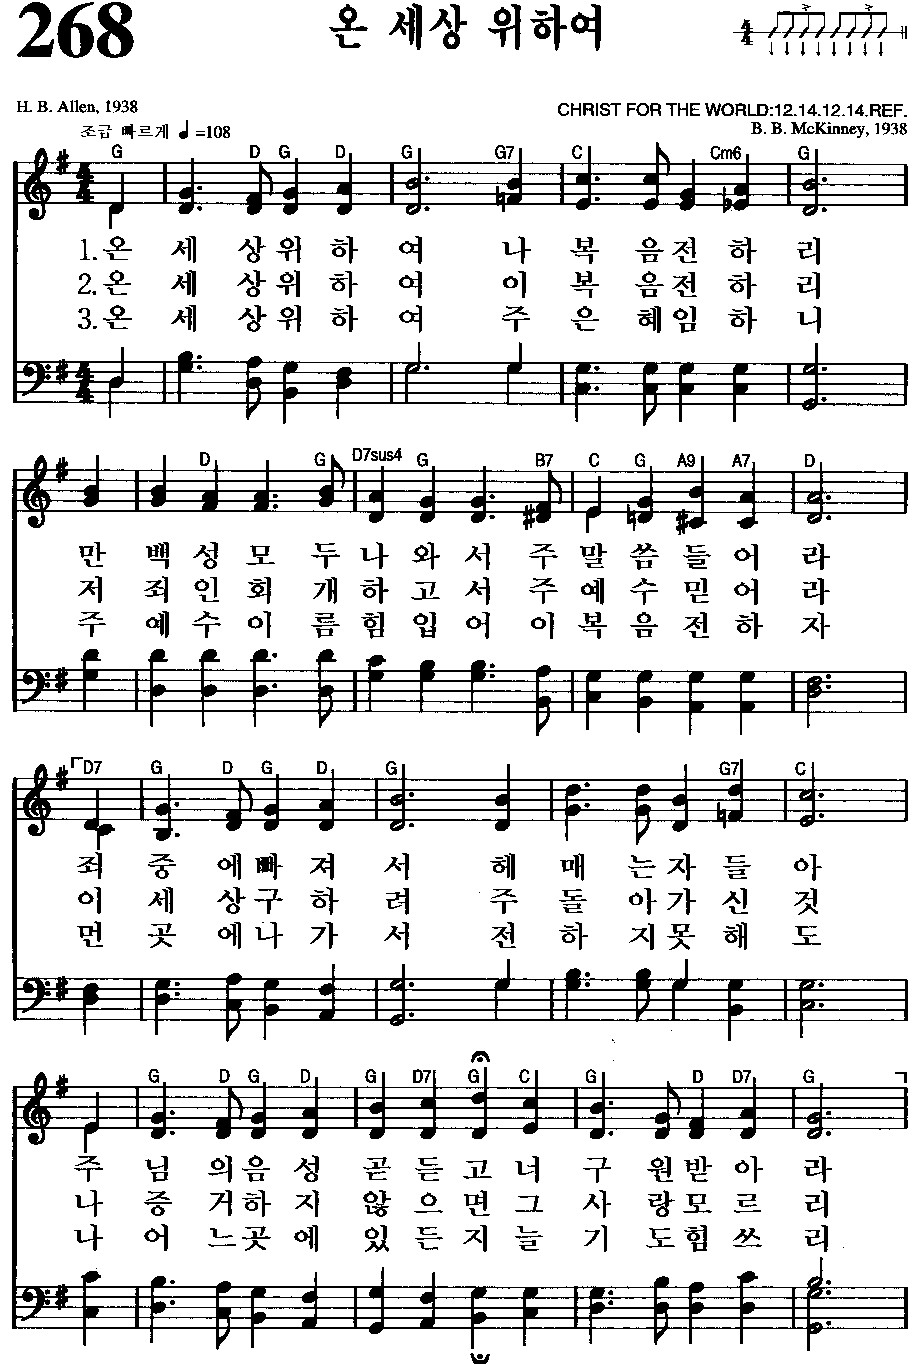 268
온 세상 위하여
4
4
H. B. Allen, 1938
CHRIST FOR THE WORLD:12.14.12.14.REF.
조금 빠르게 ♩=108
B. B. McKinney, 1938
G D G D G G7 C Cm6 G
1.온 세 상위 하 여 나 복 음전 하 리
2.온 세 상위 하 여 이 복 음전 하 리
3.온 세 상위 하 여 주 은 혜임 하 니
D G D7sus4 G B7 C G A9 A7 D
만 백 성 모 두 나 와 서 주 말 씀 들 어 라
저 죄 인 회 개 하 고 서 주 예 수 믿 어 라
주 예 수 이 름 힘 입 어 이 복 음 전 하 자
D7 G D G D G G7 C
죄 중 에빠 져 서 헤 매 는자 들 아
이 세 상구 하 려 주 돌 아가 신 것
먼 곳 에나 가 서 전 하 지못 해 도
G D G D G D7 G C G D D7 G
주 님 의음 성 곧 듣 고 너 구 원받 아 라
나 증 거하 지 않 으 면 그 사 랑모 르 리
나 어 느곳 에 있 든 지 늘 기 도힘 쓰 리